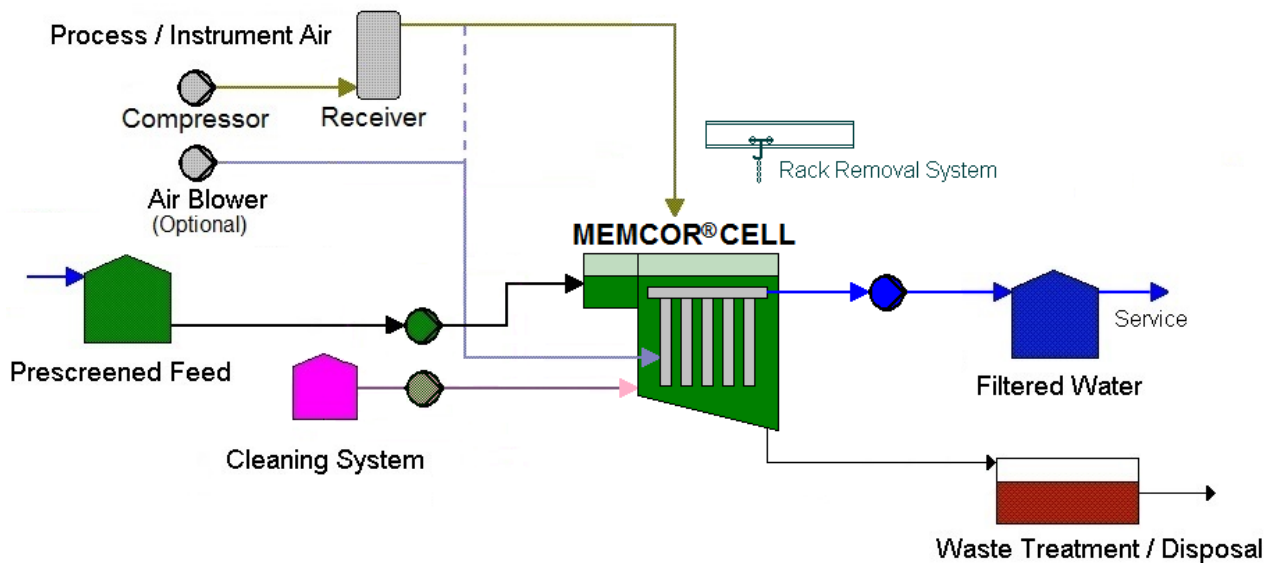 Process / Instrument Air
Compressor
Receiver
Air Blower
(Optional)
Rack Removal System
MEMCOR® CELL
Prescreened Feed
Cleaning System
Service
Filtered Water
Waste Treatment / Disposal